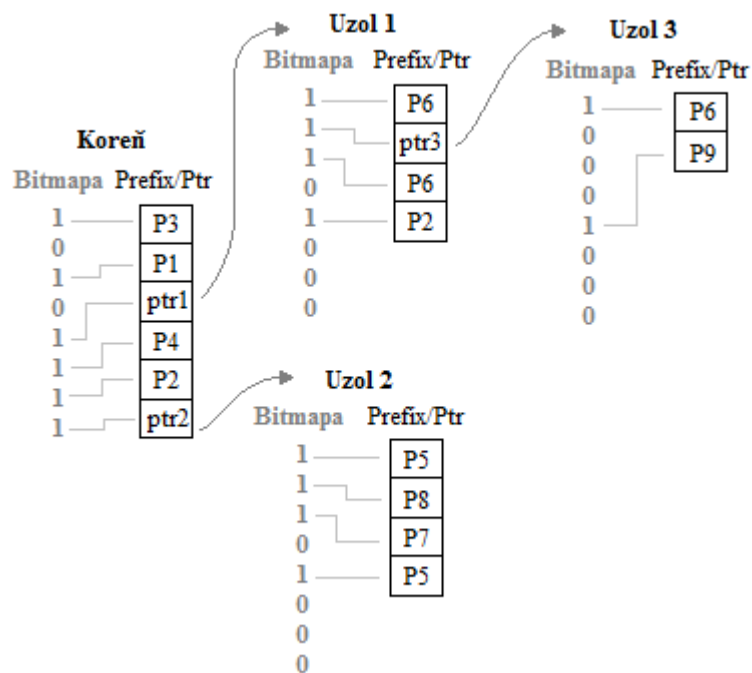 Koreň
Bitmapa Prefix/Ptr
1 P3
0
1 P1
0 ptr1
1 P4
1 P2
1 ptr2
1
Uzol 1
Bitmapa Prefix/Ptr
1 P6
1 ptr3
1 P6
0
1 P2
0
0
0
Uzol 2
Bitmapa Prefix/Ptr
1 P5
1 P8
1 P7
0
1 P5
0
0
0
Uzol 3
Bitmapa Prefix/Ptr
1 P6
0
0 P9
0
1
0
0
0